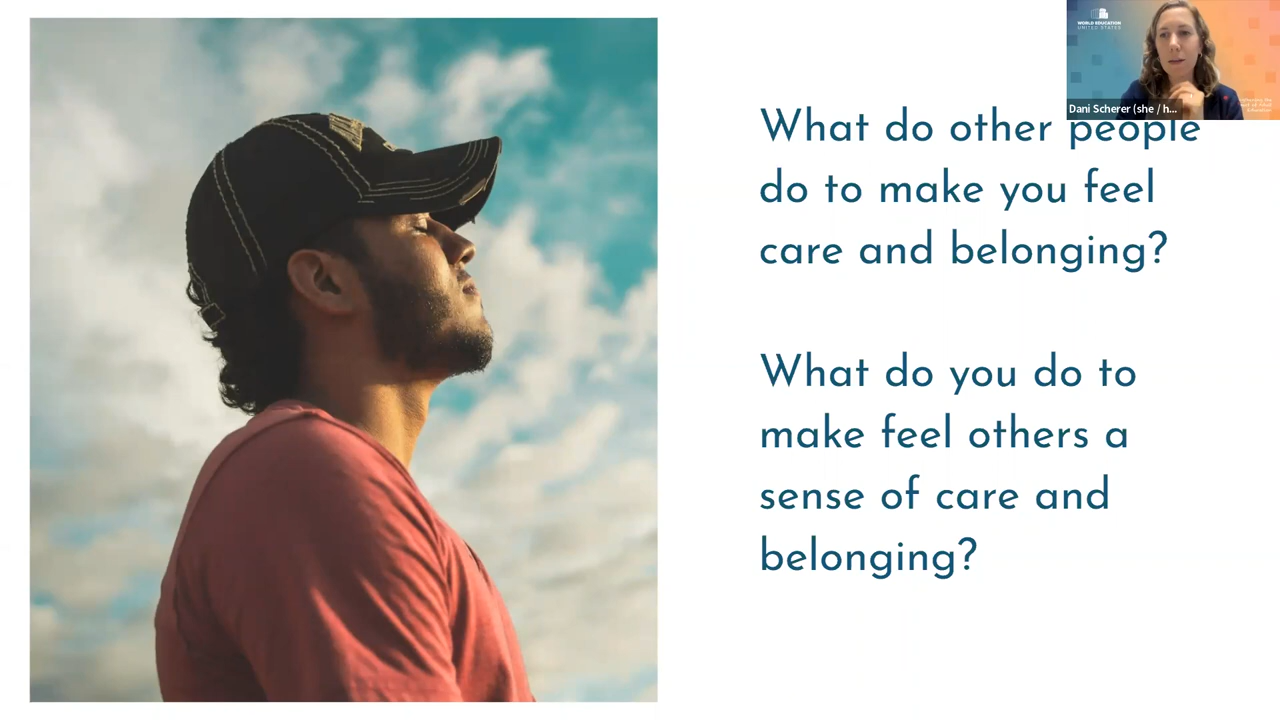 WORLD EDUCATION
UNITED STATES
Dani Scherer (she / h...
What do other people
do to make you feel
care and belonging?
What do you do to
make feel others a
sense of care and
belonging?